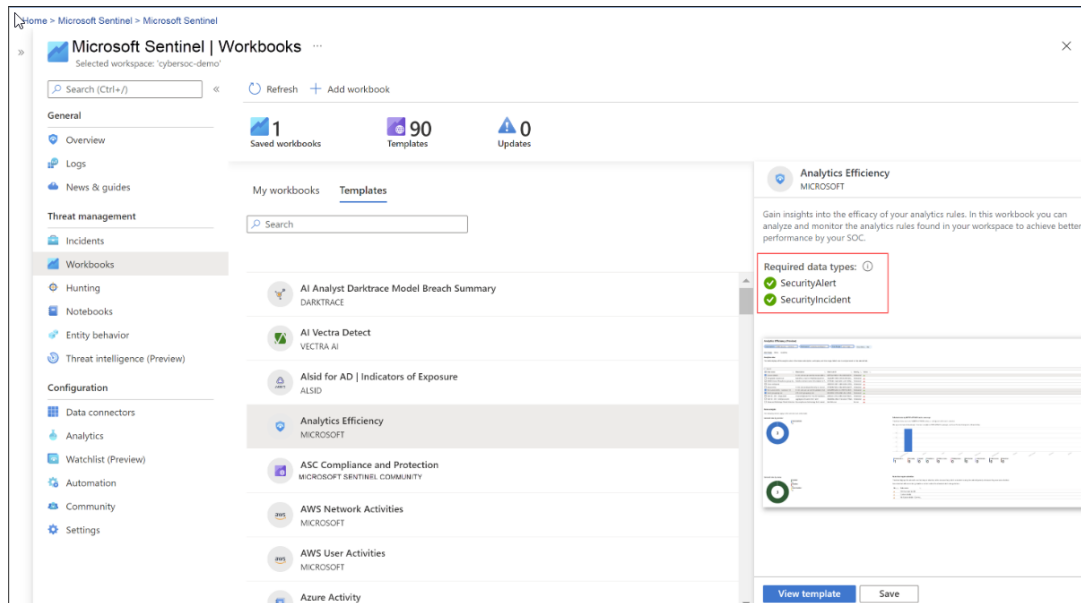 Home > Microsoft Sentinel > Microsoft Sentinel
Microsoft Sentinel | Workbooks ...
Selected workspace: 'cybersoc-demo'
Search (Ctrl+/)
General
Overview
Logs
News & guides
Threat management
Incidents
Workbooks
Hunting
Notebooks
Entity behavior
Threat intelligence (Preview)
Configuration
Data connectors
Analytics
Watchlist (Preview)
Automation
Community
Settings
Refresh
Add workbook
1
Saved workbooks
90
Templates
0
Updates
My workbooks
Templates
Search
AI Analyst Darktrace Model Breach Summary
DARKTRACE
AI Vectra Detect
VECTRA AI
Alsid for AD | Indicators of Exposure
ALSID
Analytics Efficiency
MICROSOFT
ASC Compliance and Protection
MICROSOFT SENTINEL COMMUNITY
aws
AWS Network Activities
MICROSOFT
aws
AWS User Activities
MICROSOFT
Azure Activity
Analytics Efficiency
MICROSOFT
Gain insights into the efficacy of your analytics rules. In this workbook you can
analyze and monitor the analytics rules found in your workspace to achieve better
performance by your SOC.
Required data types:
SecurityAlert
SecurityIncident
View template
Save